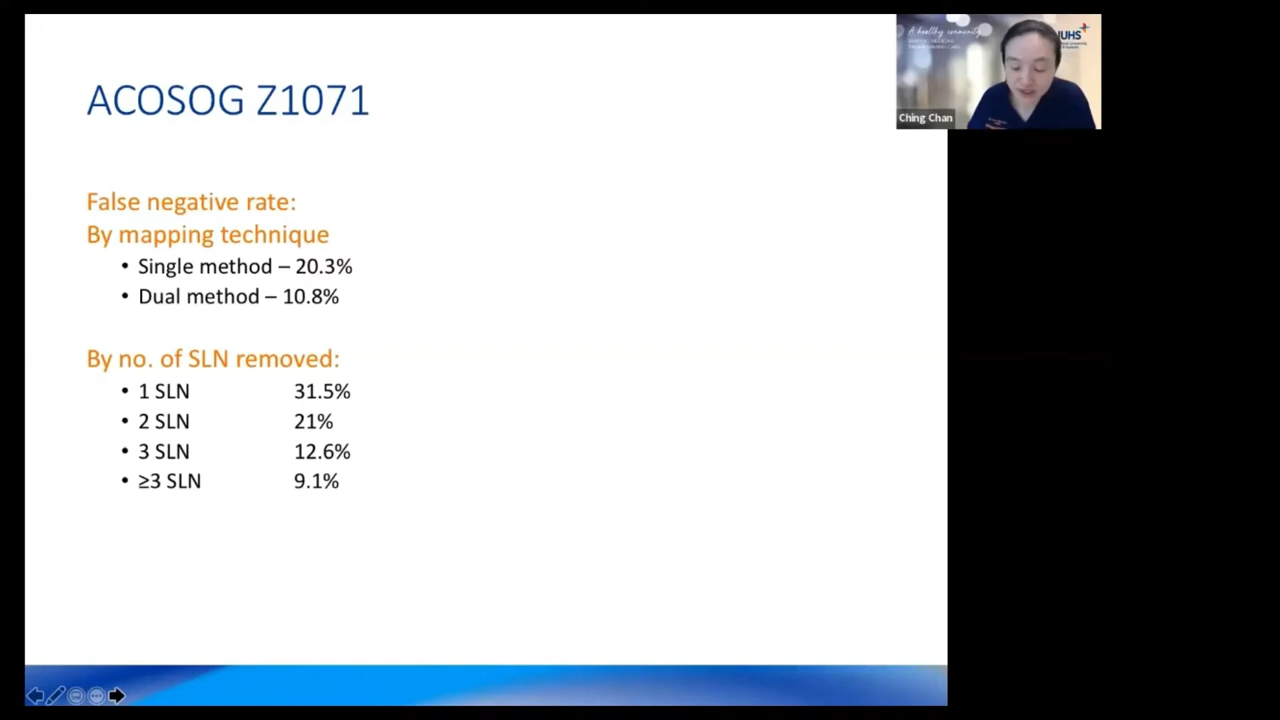 ACOSOG Z1071
False negative rate:
By mapping technique
• Single method – 20.3%
• Dual method – 10.8%
By no. of SLN removed:
• 1 SLN 31.5%
• 2 SLN 21%
• 3 SLN 12.6%
• ≥3 SLN 9.1%
A healthy community
Ching Chan